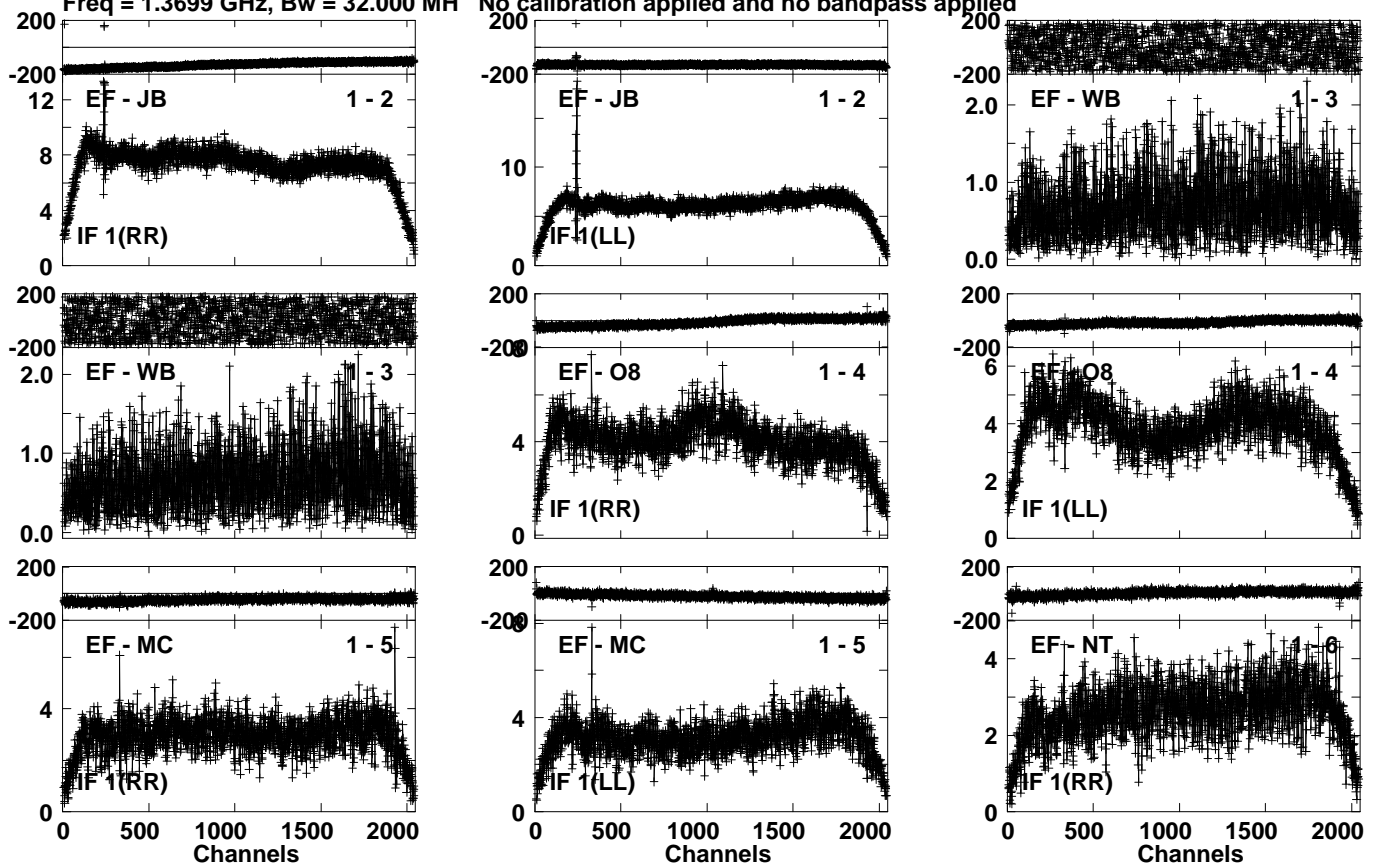 Freq = 1.3699 GHz, Bw = 32.000 MH No calibration applied and no bandpass applied
200
-200
EF - JB 1 - 2
12
8
4
0
IF 1(RR)
200
-200
EF - JB 1 - 2
10
0
IF 1(LL)
200
-200
EF - WB 1 - 3
2.0
1.0
0.0
200
-200
EF - WB 1 - 3
2.0
1.0
0.0
200
-200
8
EF - O8 1 - 4
4
0
IF 1(RR)
200
-200
EF - O8 1 - 4
6
4
2
0
IF 1(LL)
200
-200
EF - MC 1 - 5
4
0
IF 1(RR)
0 500 1000 1500 2000
Channels
200
-200
8
EF - MC 1 - 5
4
0
IF 1(LL)
0 500 1000 1500 2000
Channels
200
-200
EF - NT 1 - 6
4
2
0
IF 1(RR)
0 500 1000 1500 2000
Channels